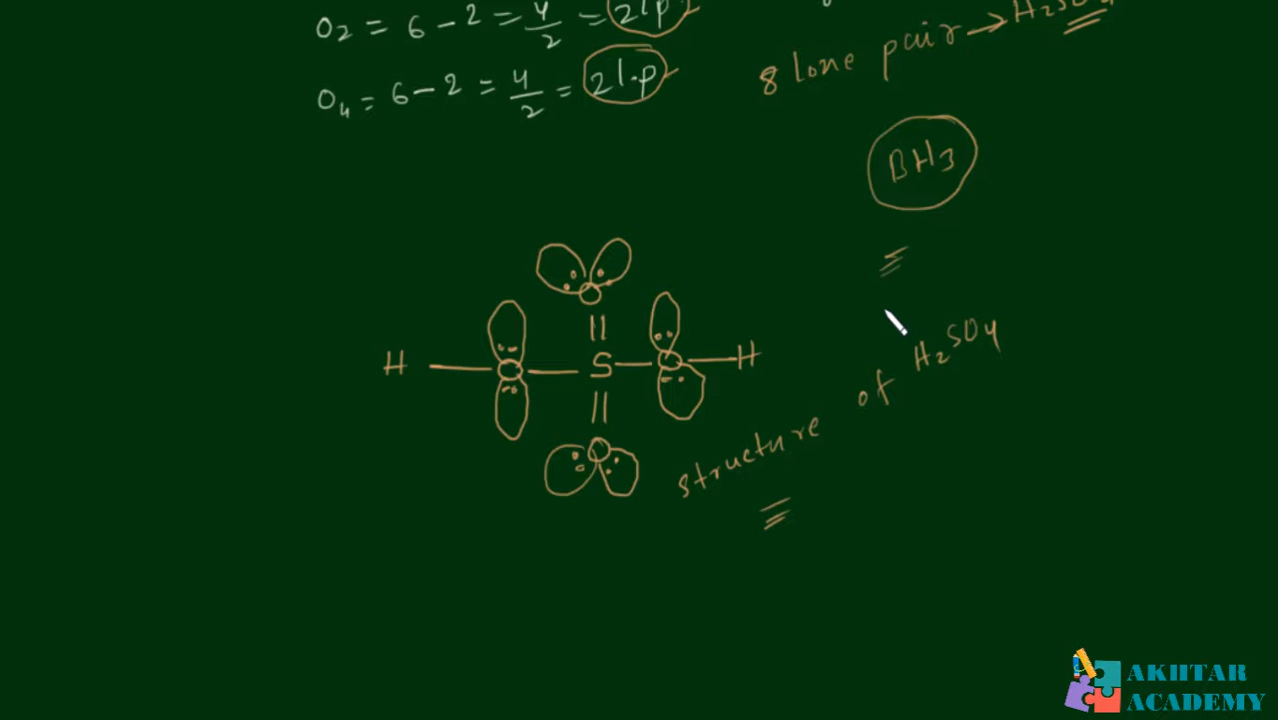 O2 = 6 - 2 = 4/2 = 2 l.p
O4 = 6 - 2 = 4/2 = 2 l.p
8 lone pair → H2SO4
BH3
O O
H — O — S — O — H
O
structure of H2SO4
AKHTAR
ACADEMY